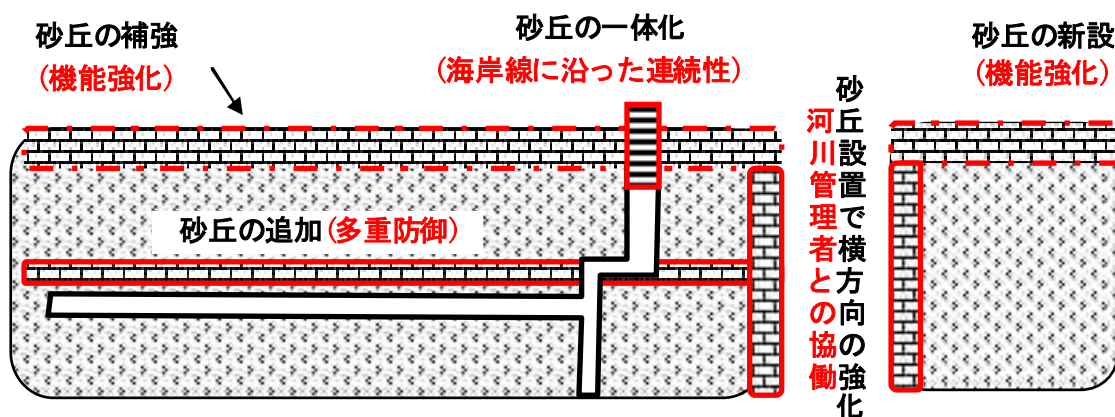 砂丘の補強
(機能強化)
砂丘の一体化
(海岸線に沿った連続性)
砂丘の新設
(機能強化)
砂丘の追加(多重防御)
砂丘設置で横方向の強化
河川管理者との協働